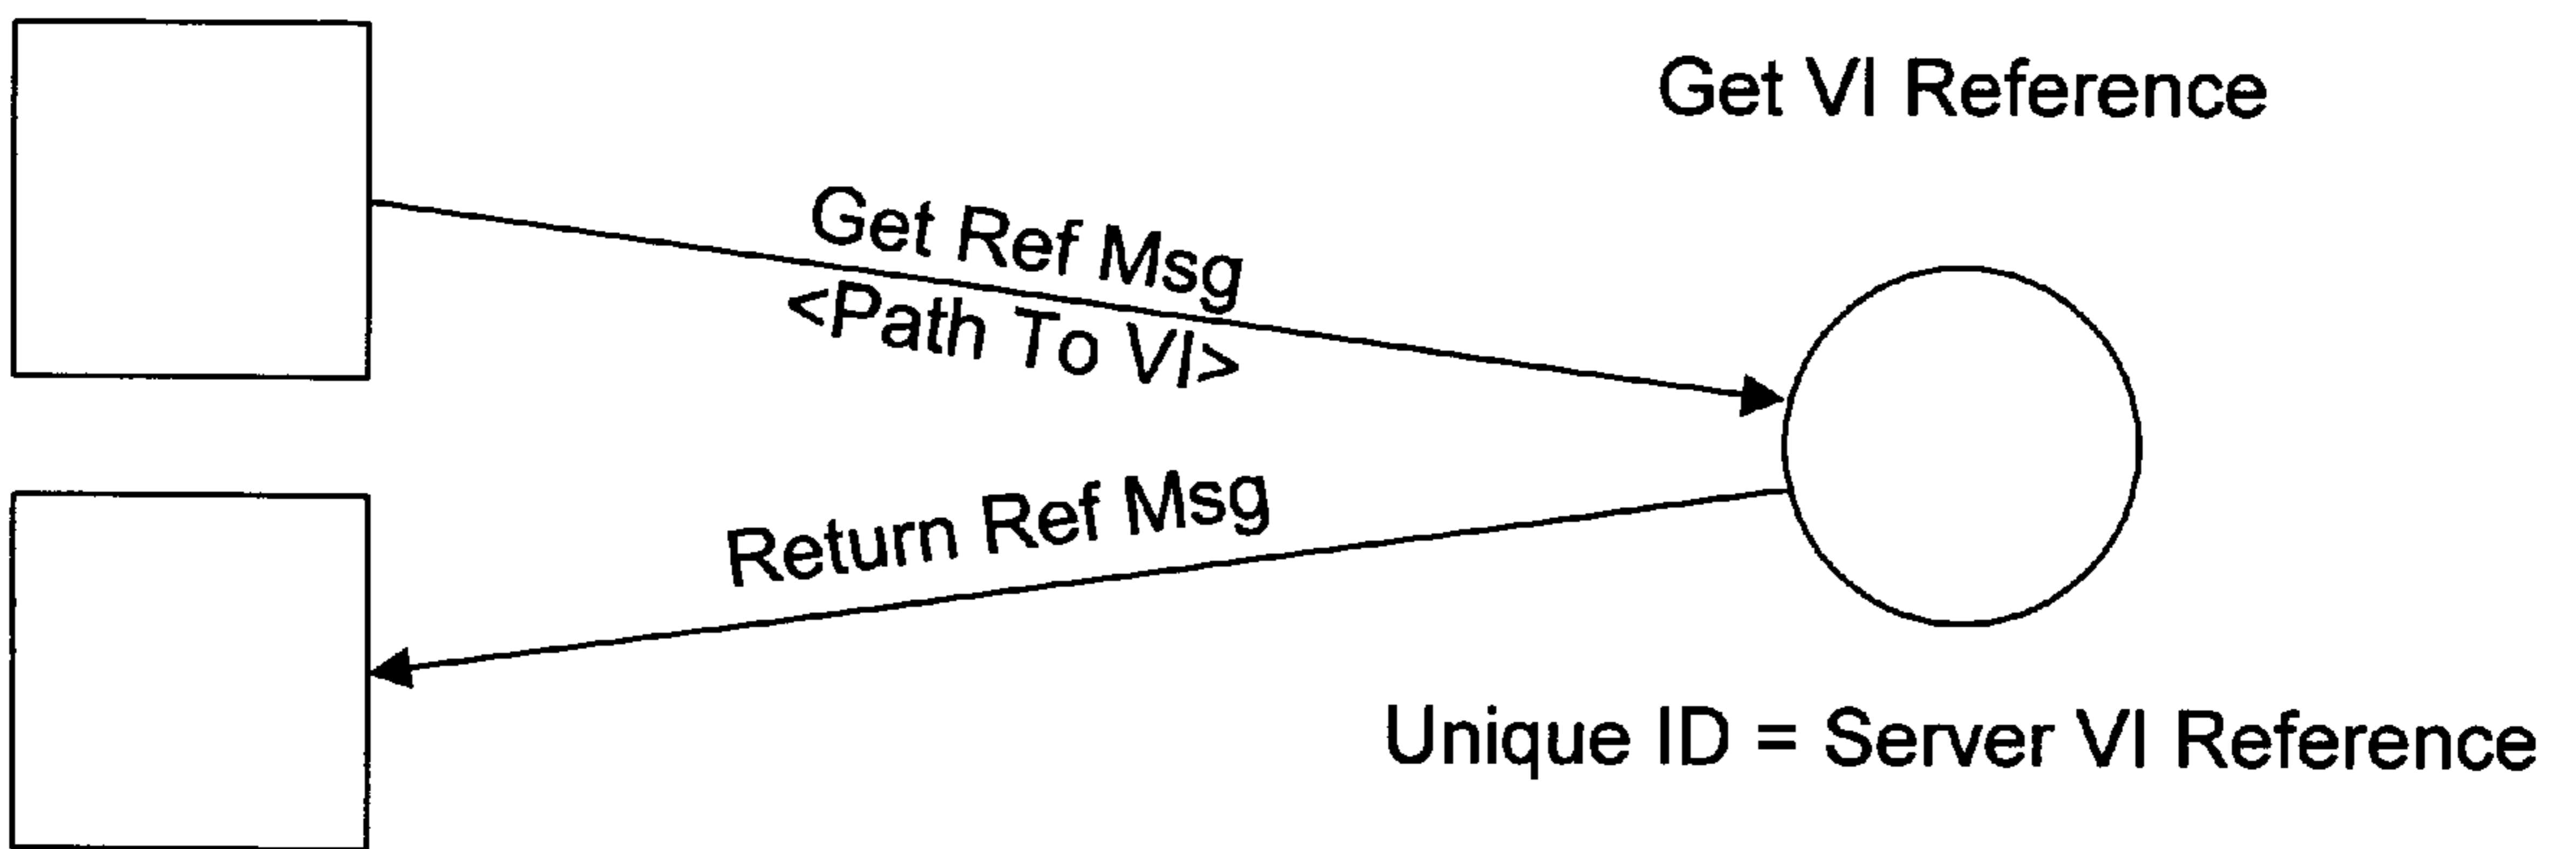 Get VI Reference
Get Ref Msg
<Path To VI>
Return Ref Msg
Unique ID = Server VI Reference